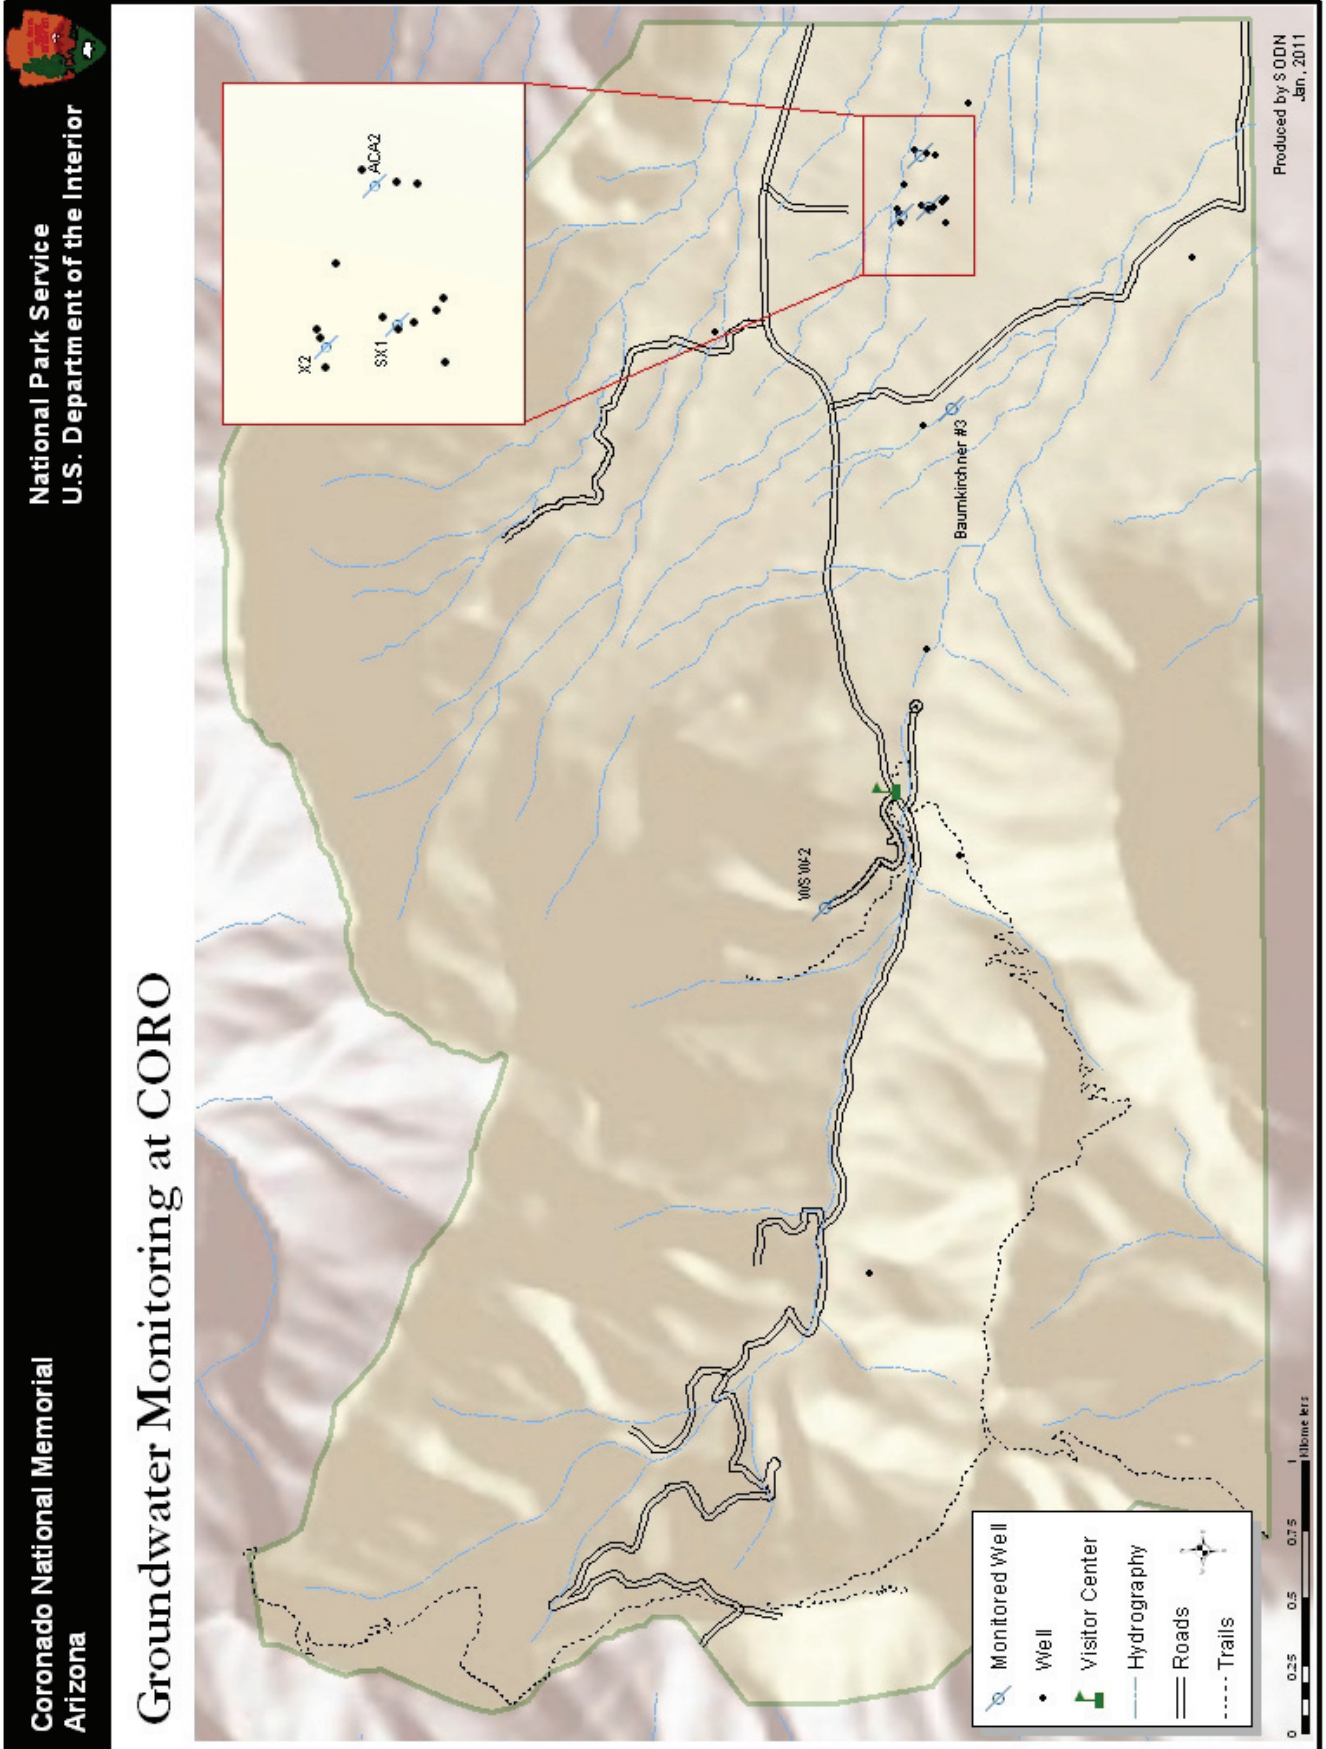 Coronado National Memorial
Arizona
National Park Service
U.S. Department of the Interior
Groundwater Monitoring at CORO
X2
SX1
ACA2
WSW-2
Baumkirchner #3
Monitored Well
Well
Visitor Center
Hydrography
Roads
Trails
0 0.25 0.5 0.75 1
Kilometers
Produced by SODN
Jan, 2011